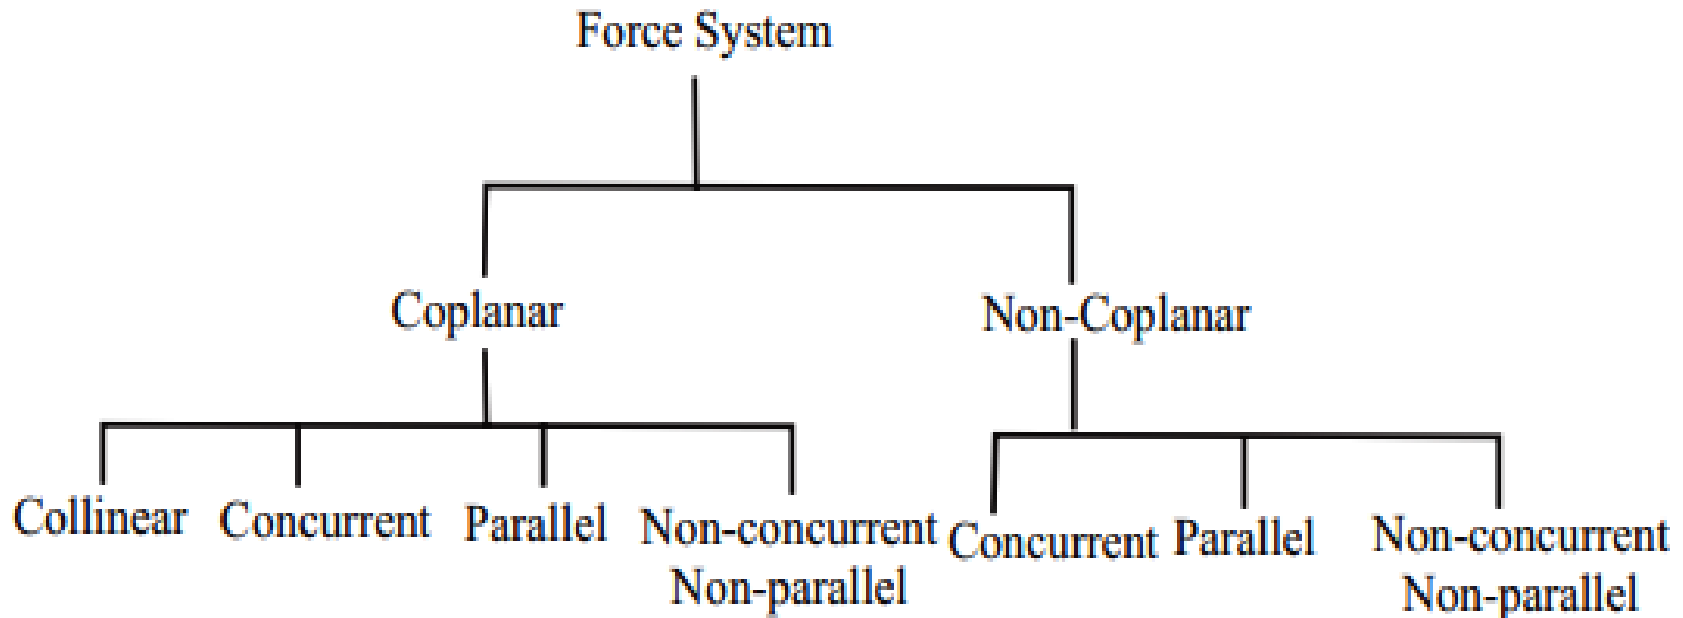 Force System
Coplanar
Non-Coplanar
Collinear
Concurrent
Parallel
Non-concurrent
Non-parallel
Concurrent
Parallel
Non-concurrent
Non-parallel